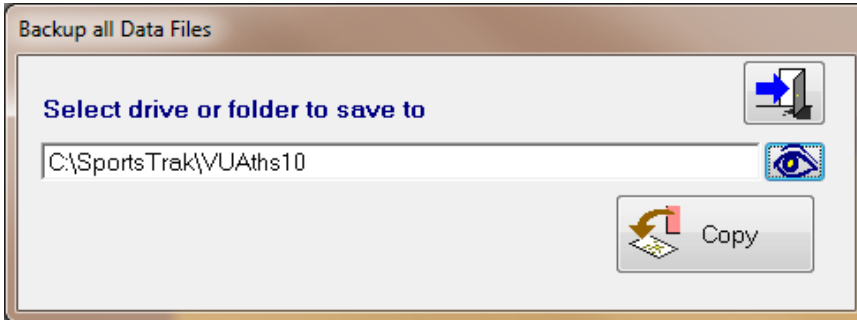 Backup all Data Files
Select drive or folder to save to
C:\SportsTrak\VUAths10
Copy